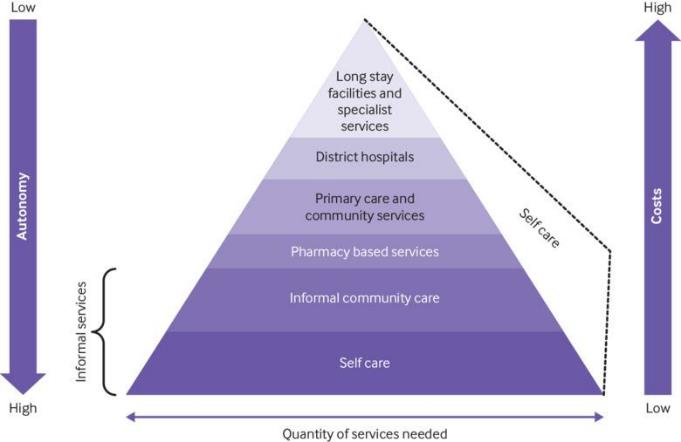 Low
High
Long stay
facilities and
specialist
services
District hospitals
Autonomy
Primary care and
community services
Self care
Costs
Pharmacy based services
Informal services
Informal community care
Self care
High
Low
Quantity of services needed